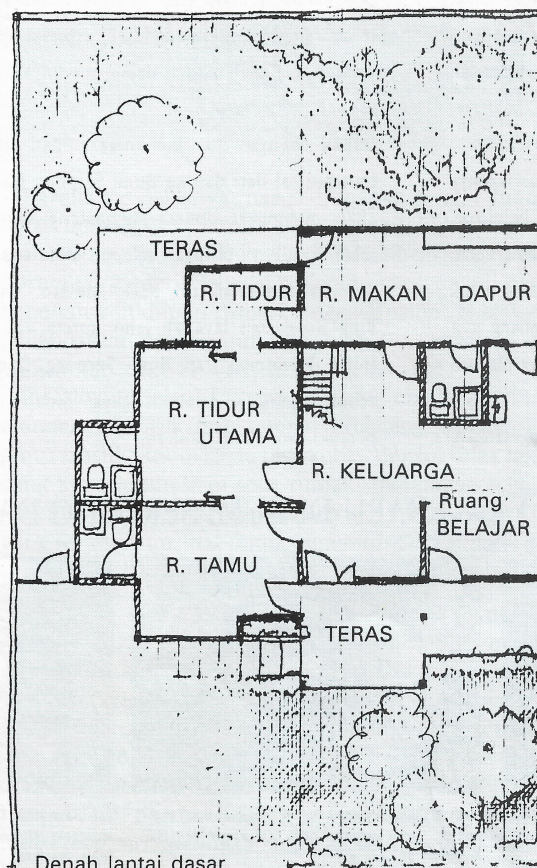 TERAS
R. TIDUR
R. MAKAN
DAPUR
R. TIDUR
UTAMA
R. KELUARGA
Ruang
BELAJAR
R. TAMU
TERAS
Denah lantai dasar